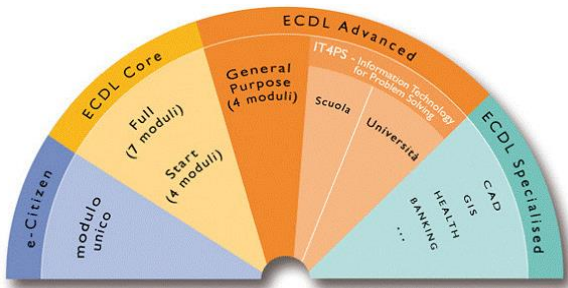 e-Citizen
modulo
unico
ECDL Core
Full
(7 moduli)
Start
(4 moduli)
ECDL Advanced
General
Purpose
(4 moduli)
IT4PS - Information Technology
for Problem Solving
Scuola
Università
ECDL Specialised
CAD
GIS
HEALTH
BANKING
...